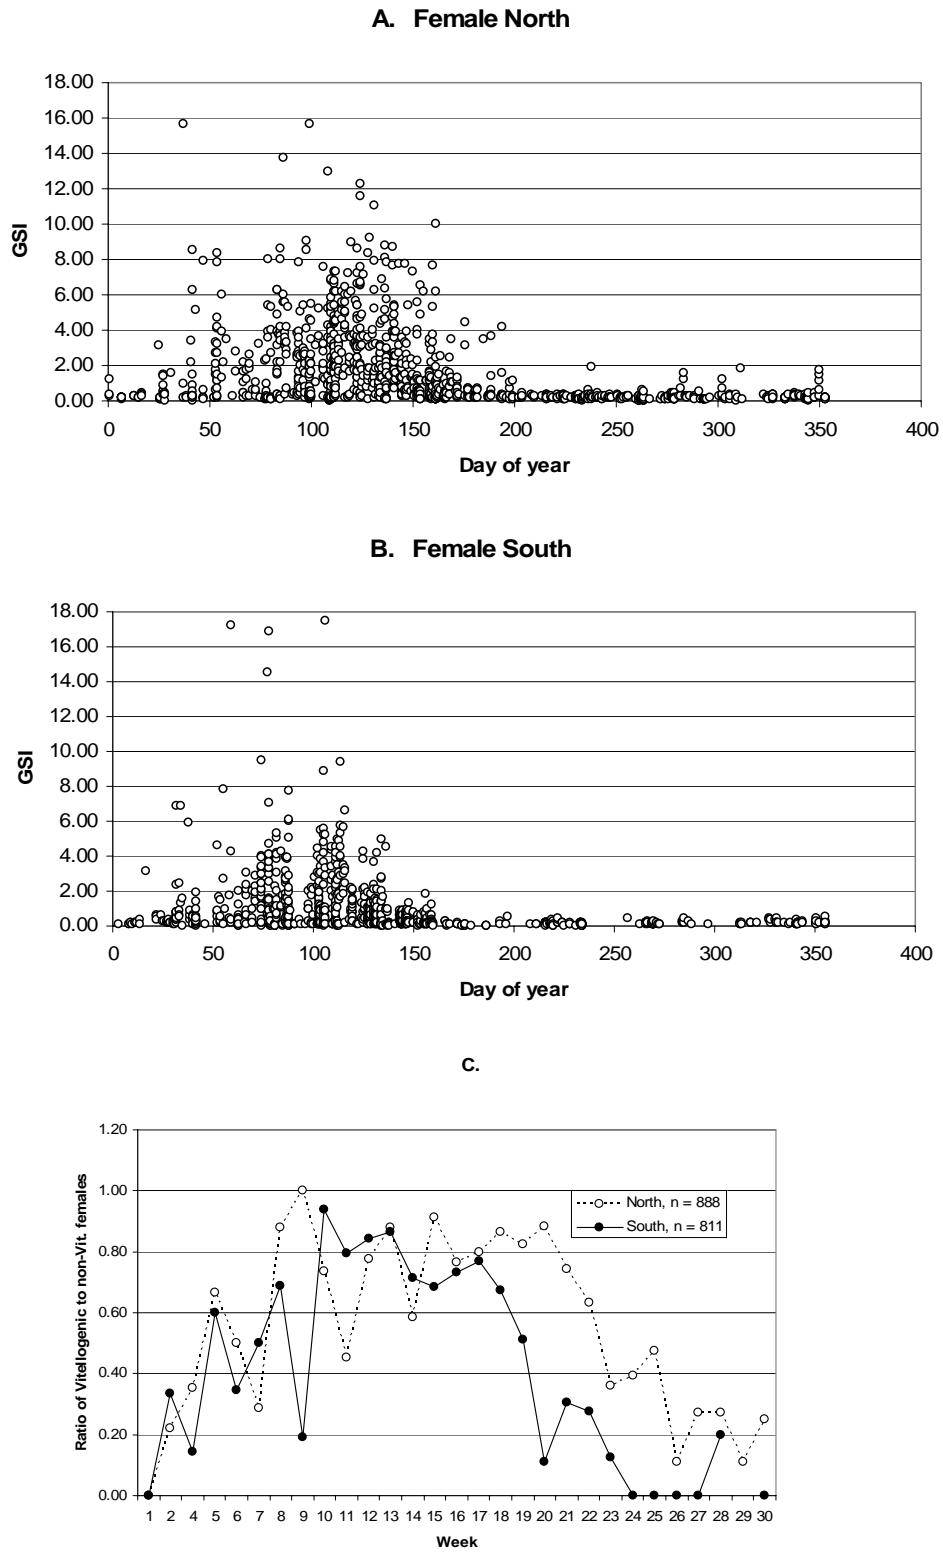 A. Female North
18.00
16.00
14.00
12.00
10.00
8.00
6.00
4.00
2.00
0.00
GSI
0 50 100 150 200 250 300 350 400
Day of year
B. Female South
18.00
16.00
14.00
12.00
10.00
8.00
6.00
4.00
2.00
0.00
GSI
0 50 100 150 200 250 300 350 400
Day of year
C.
1.20
1.00
0.80
0.60
0.40
0.20
0.00
Ratio of Vitellogenic to non-Vit. females
North, n = 888
South, n = 811
1 2 4 5 6 7 8 9 10 11 12 13 14 15 16 17 18 19 20 21 22 23 24 25 26 27 28 29 30
Week